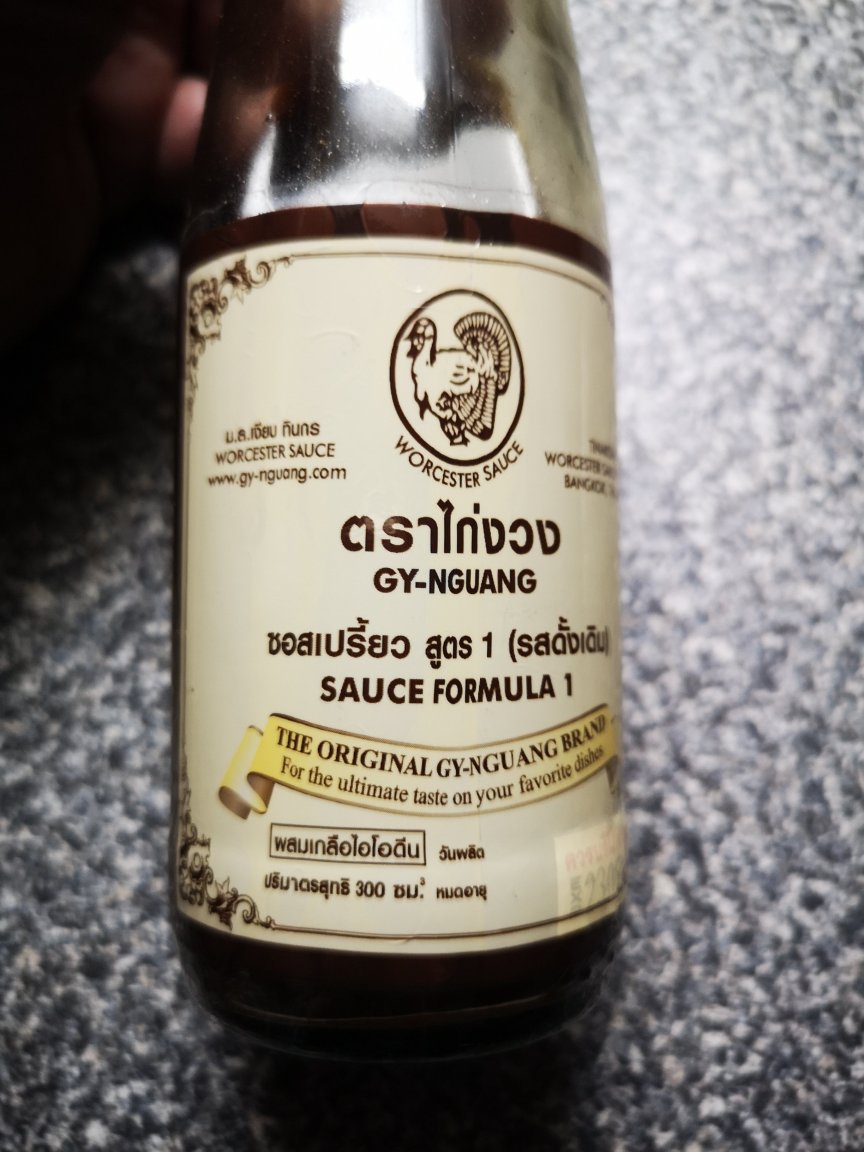 WORCESTER SAUCE
ม.ล.เจียบ ทินกร
WORCESTER SAUCE
www.gy-nguang.com
WORCESTER
BANGKOK,
ตราไก่งวง
GY-NGUANG
ซอสเปรี้ยว สูตร 1 (รสดั้งเดิม)
SAUCE FORMULA 1
THE ORIGINAL GY-NGUANG BRAND
For the ultimate taste on your favorite dishes
ผสมเกลือไอโอดีน วันผลิต
ปริมาตรสุทธิ 300 ซม.³ หมดอายุ